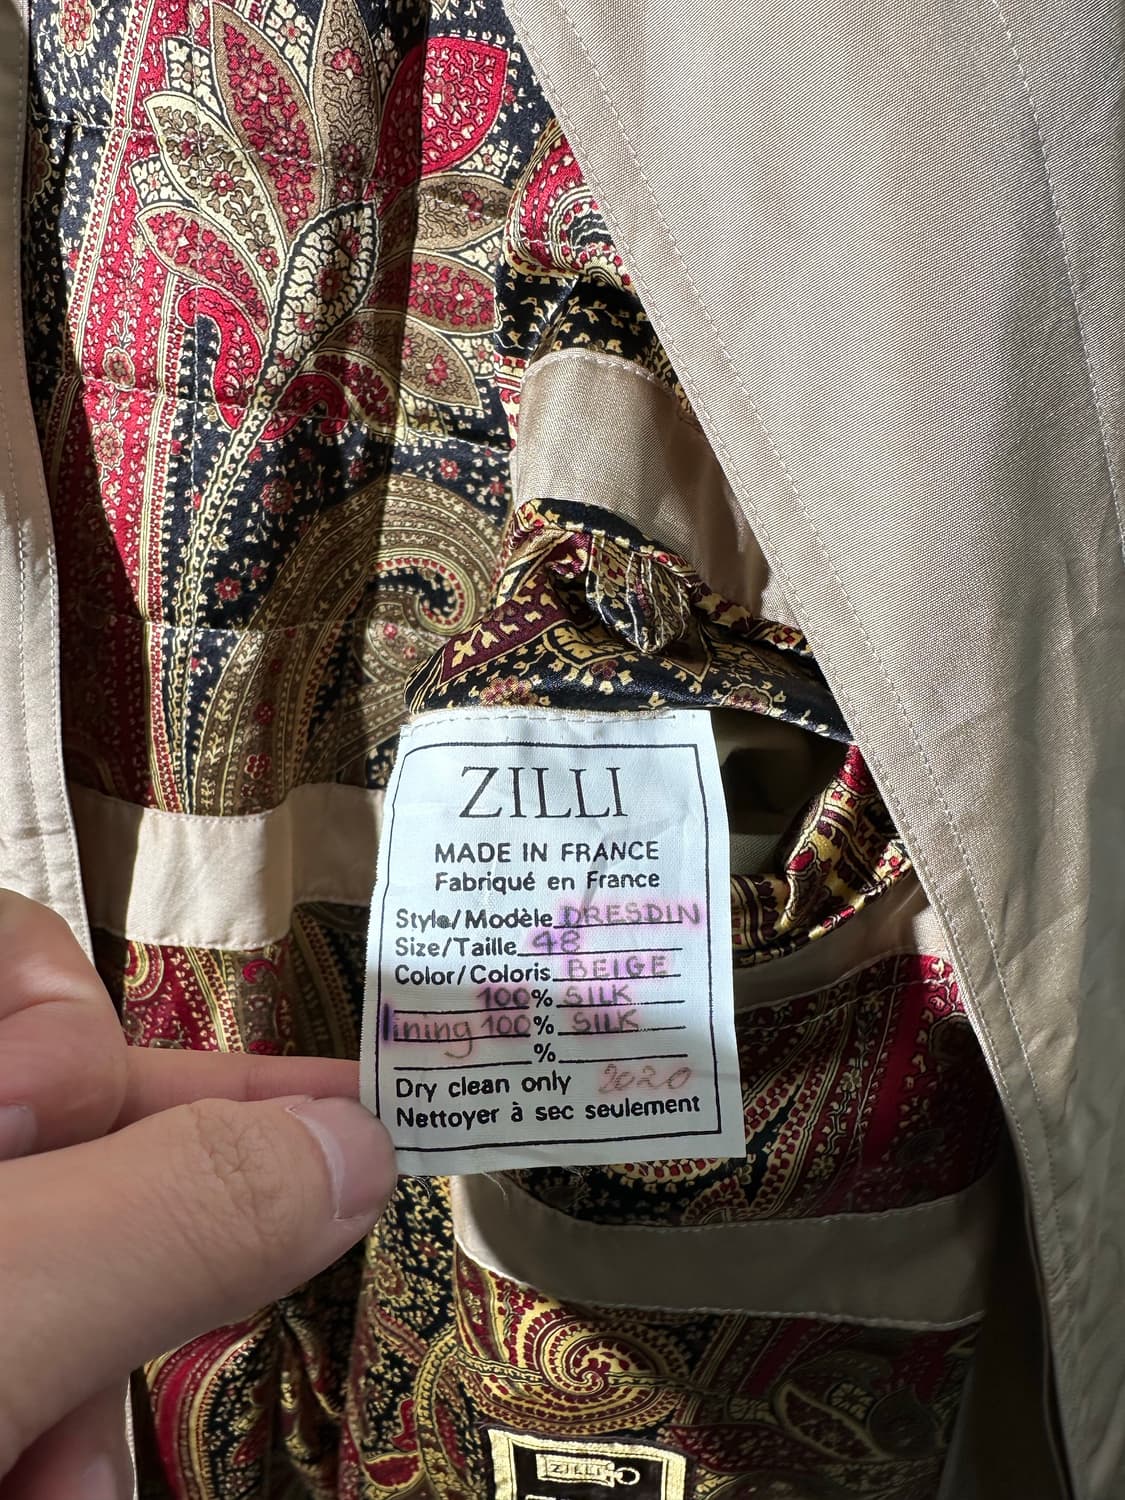 ZILLI
MADE IN FRANCE
Fabriqué en France
Style/Modèle DRESDIN
Size/Taille 48
Color/Coloris BEIGE
100% SILK
lining 100% SILK
%
Dry clean only 2020
Nettoyer à sec seulement
ZILLI